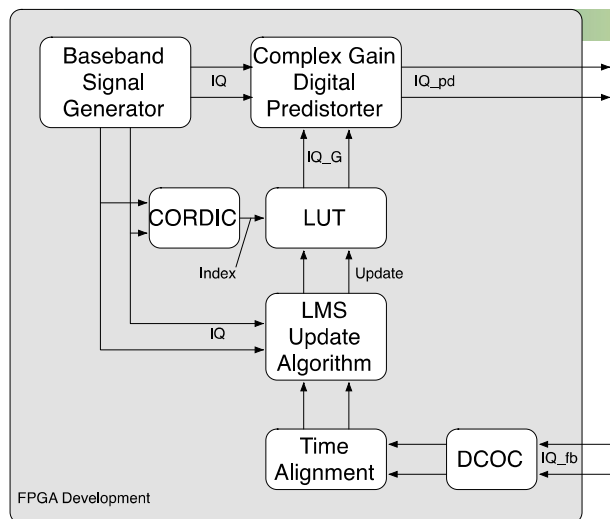 Baseband
Signal
Generator
IQ
Complex Gain
Digital
Predistorter
IQ_pd
IQ_G
CORDIC
LUT
Index
Update
IQ
LMS
Update
Algorithm
Time
Alignment
DCOC
IQ_fb
FPGA Development